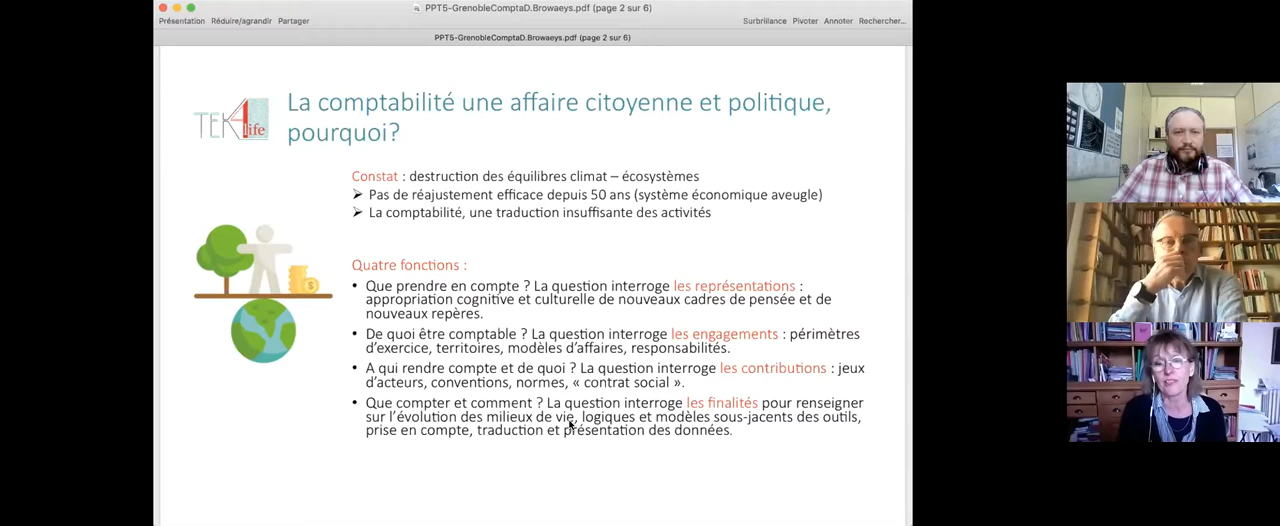 PPT5-GrenobleComptaD.Browaeys.pdf (page 2 sur 6)
Présentation Réduire/agrandir Partager Surbrillance Pivoter Annoter Rechercher...
PPT5-GrenobleComptaD.Browaeys.pdf (page 2 sur 6)
TEK4life
La comptabilité une affaire citoyenne et politique,
pourquoi?
Constat : destruction des équilibres climat – écosystèmes
➢ Pas de réajustement efficace depuis 50 ans (système économique aveugle)
➢ La comptabilité, une traduction insuffisante des activités
Quatre fonctions :
• Que prendre en compte ? La question interroge les représentations :
appropriation cognitive et culturelle de nouveaux cadres de pensée et de
nouveaux repères.
• De quoi être comptable ? La question interroge les engagements : périmètres
d'exercice, territoires, modèles d'affaires, responsabilités.
• A qui rendre compte et de quoi ? La question interroge les contributions : jeux
d'acteurs, conventions, normes, « contrat social ».
• Que compter et comment ? La question interroge les finalités pour renseigner
sur l'évolution des milieux de vie, logiques et modèles sous-jacents des outils,
prise en compte, traduction et présentation des données.